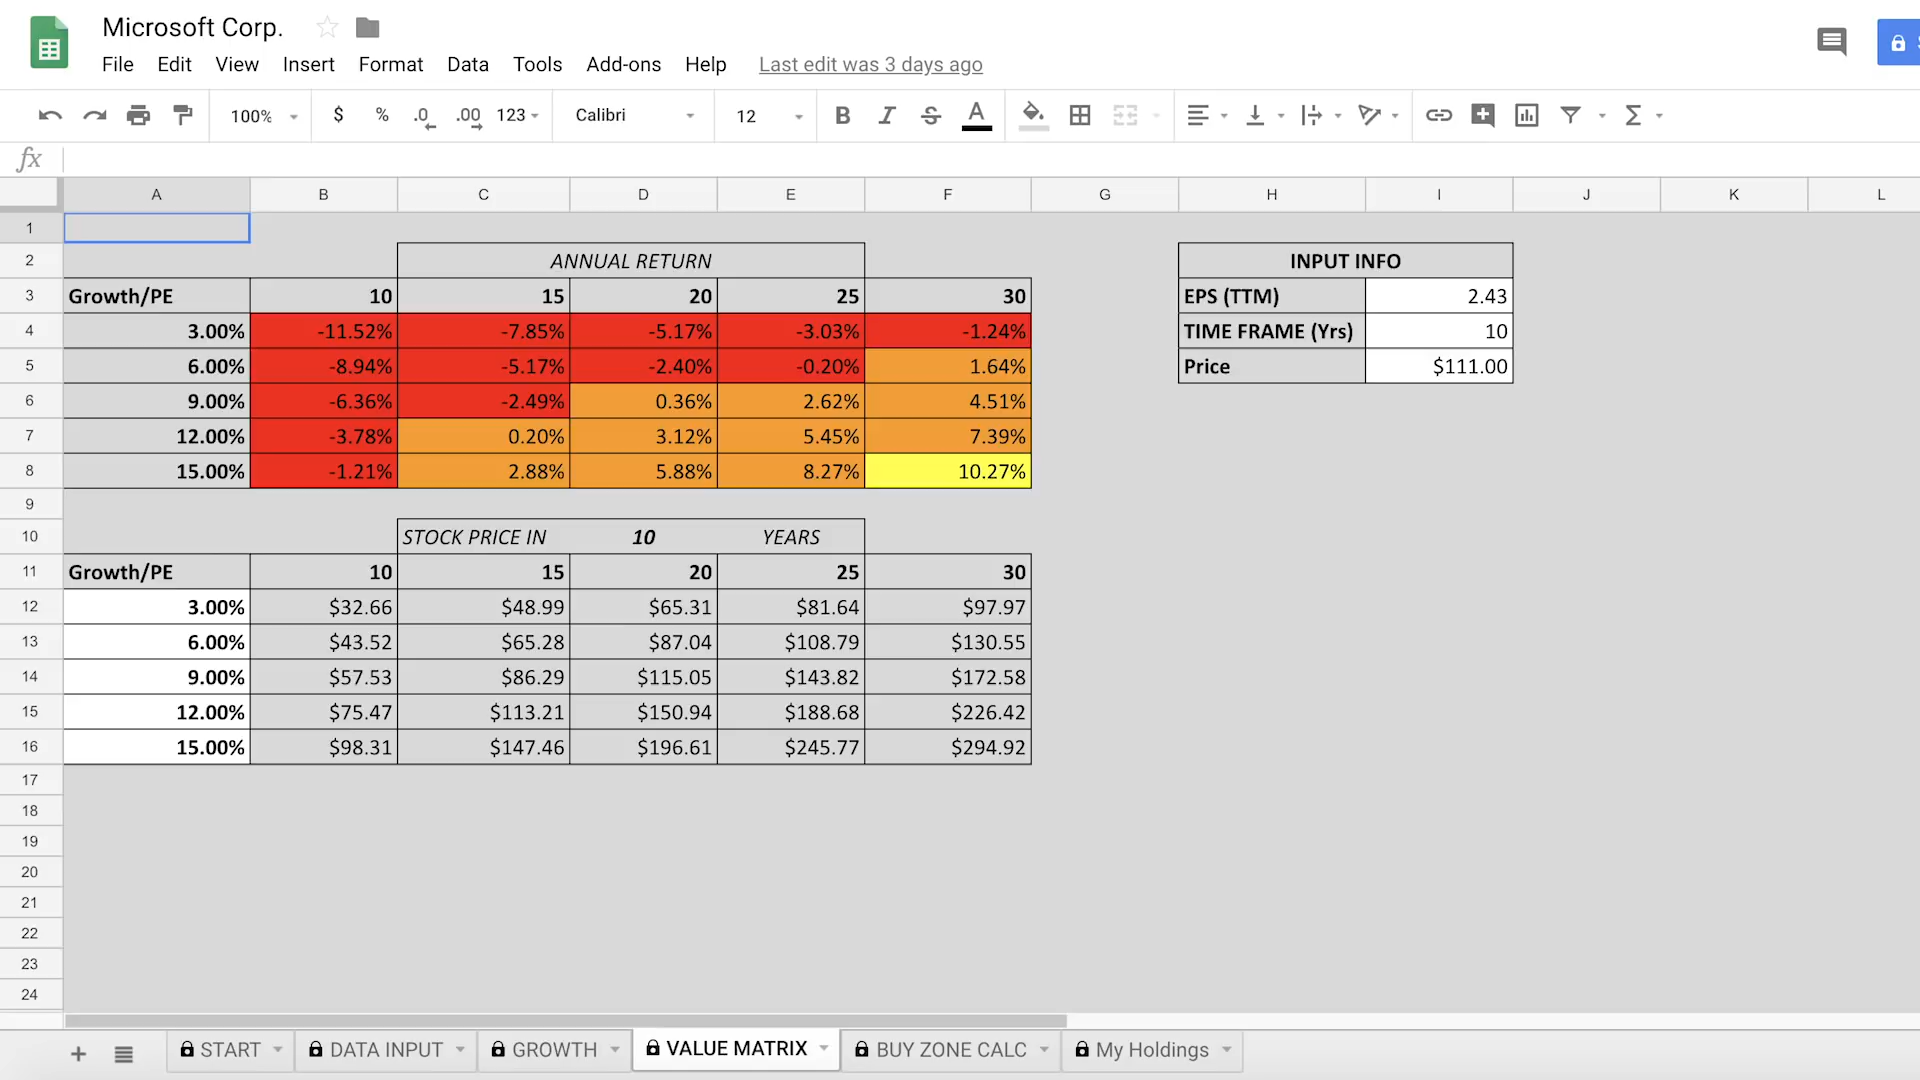 Microsoft Corp.
File Edit View Insert Format Data Tools Add-ons Help Last edit was 3 days ago
100% $ % .0 .00 123 Calibri 12 B I S A Σ
fx
A B C D E F G H I J K L
1
2 ANNUAL RETURN INPUT INFO
3 Growth/PE 10 15 20 25 30 EPS (TTM) 2.43
4 3.00% -11.52% -7.85% -5.17% -3.03% -1.24% TIME FRAME (Yrs) 10
5 6.00% -8.94% -5.17% -2.40% -0.20% 1.64% Price $111.00
6 9.00% -6.36% -2.49% 0.36% 2.62% 4.51%
7 12.00% -3.78% 0.20% 3.12% 5.45% 7.39%
8 15.00% -1.21% 2.88% 5.88% 8.27% 10.27%
9
10 STOCK PRICE IN 10 YEARS
11 Growth/PE 10 15 20 25 30
12 3.00% $32.66 $48.99 $65.31 $81.64 $97.97
13 6.00% $43.52 $65.28 $87.04 $108.79 $130.55
14 9.00% $57.53 $86.29 $115.05 $143.82 $172.58
15 12.00% $75.47 $113.21 $150.94 $188.68 $226.42
16 15.00% $98.31 $147.46 $196.61 $245.77 $294.92
17
18
19
20
21
22
23
24
START DATA INPUT GROWTH VALUE MATRIX BUY ZONE CALC My Holdings